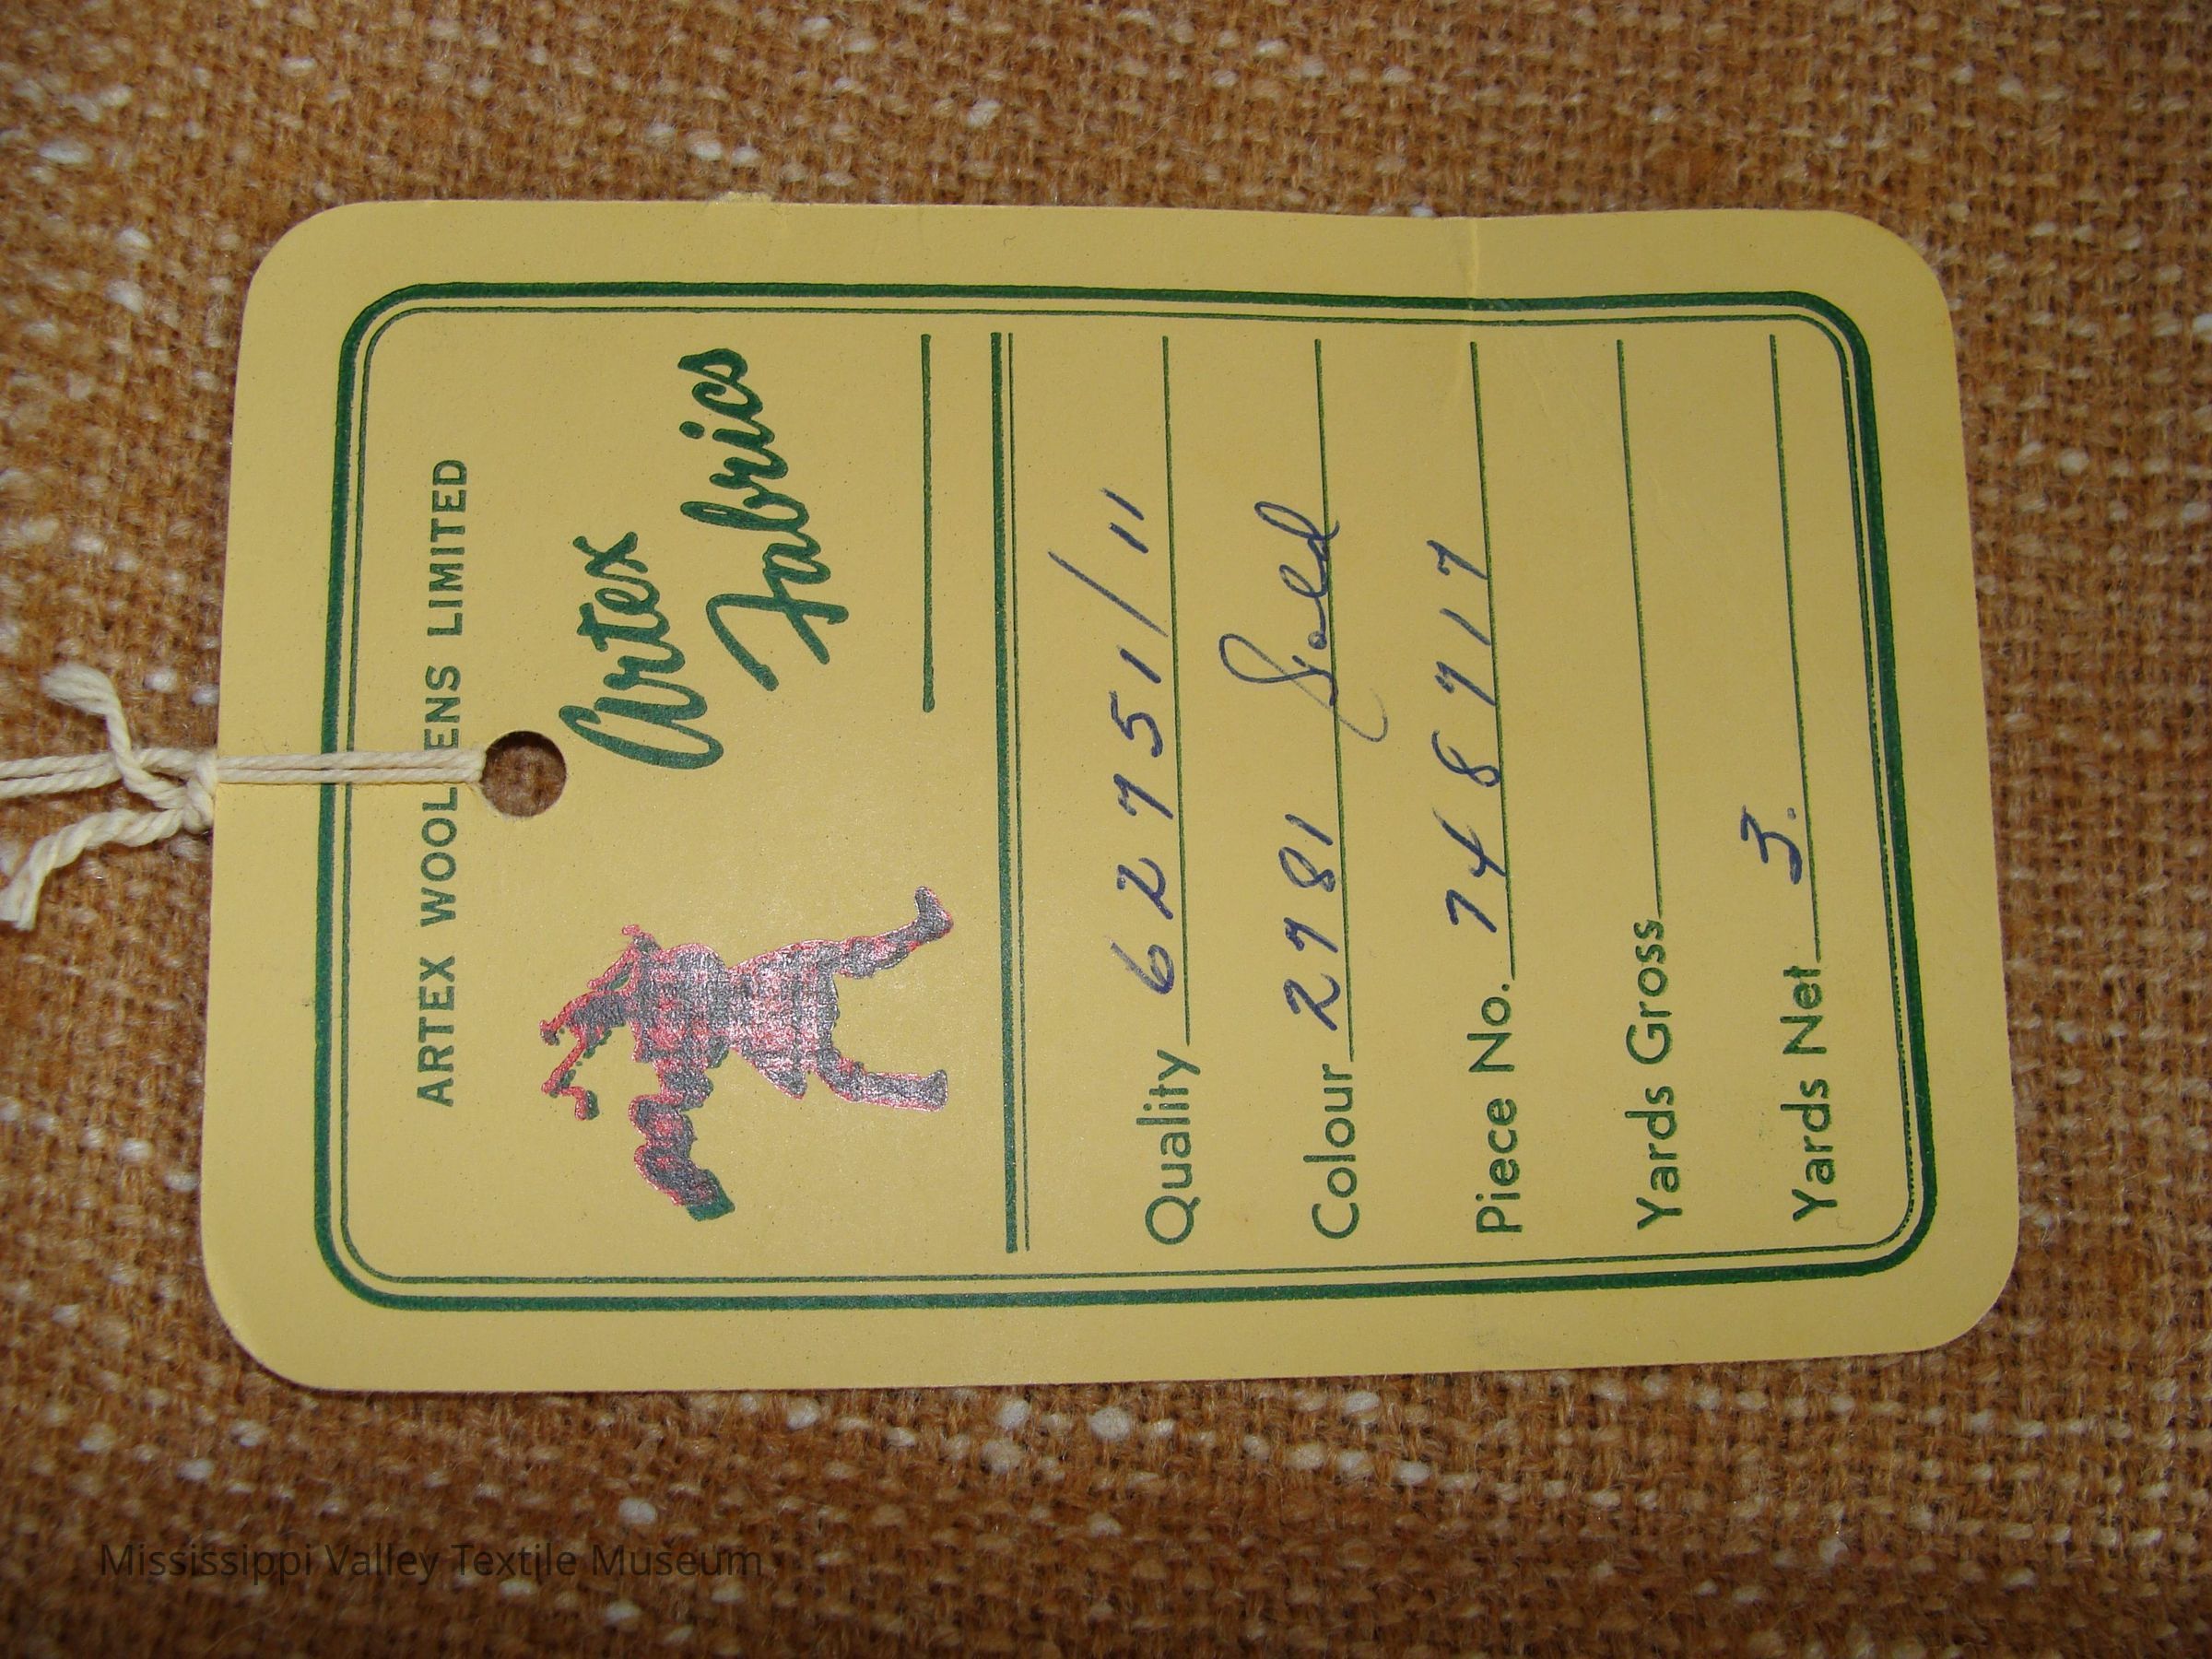 ARTEX WOOLLENS LIMITED
Artex
Fabrics
Quality 62751/11
Colour 2781 Gold
Piece No. 748717
Yards Gross
Yards Net 3.
Mississippi Valley Textile Museum